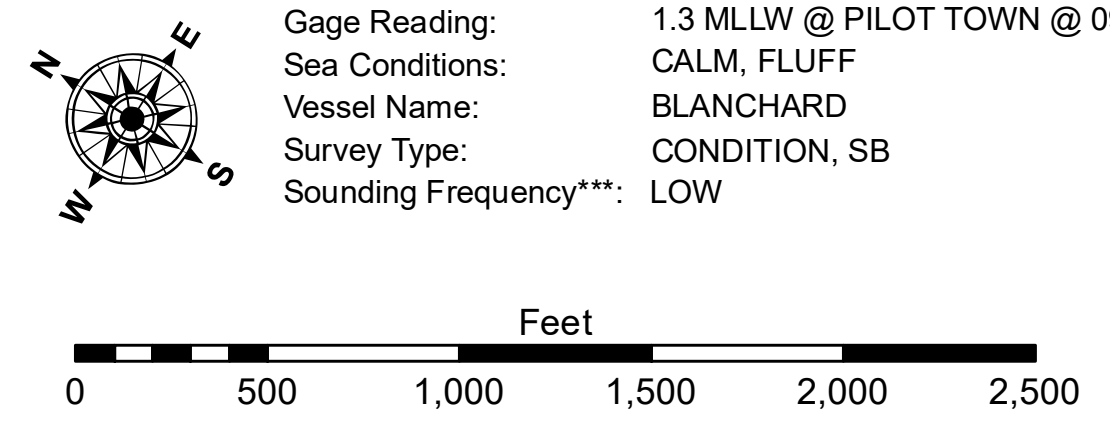 N
E
S
W
Gage Reading: 1.3 MLLW @ PILOT TOWN @ 09
Sea Conditions: CALM, FLUFF
Vessel Name: BLANCHARD
Survey Type: CONDITION, SB
Sounding Frequency***: LOW
Feet
0 500 1,000 1,500 2,000 2,500